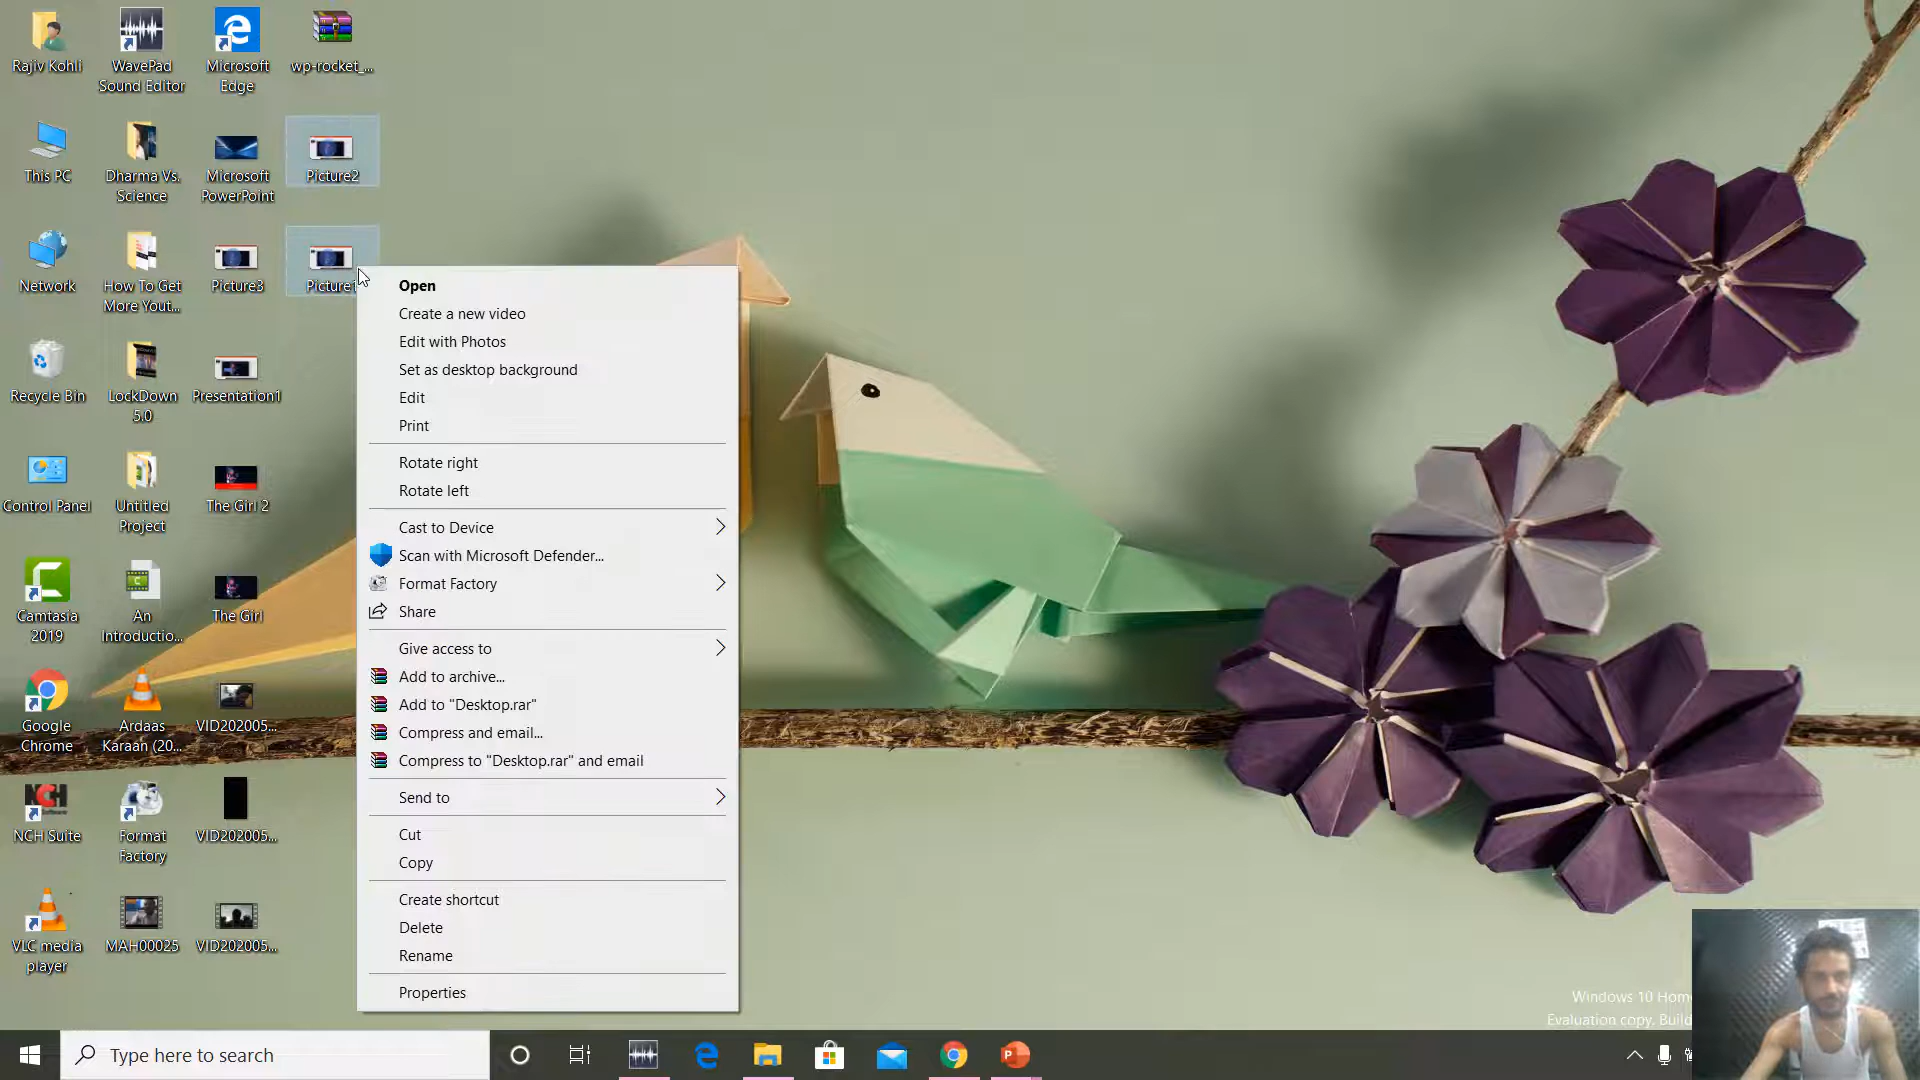 Rajiv Kohli
WavePad
Sound Editor
Microsoft
Edge
wp-rocket_...
This PC
Dharma Vs.
Science
Microsoft
PowerPoint
Picture2
Network
How To Get
More Yout...
Picture3
Picture1
Recycle Bin
LockDown
5.0
Presentation1
Control Panel
Untitled
Project
The Girl 2
Camtasia
2019
An
Introductio...
The Girl
Google
Chrome
Ardaas
Karaan (20...
VID202005...
NCH Suite
Format
Factory
VID202005...
VLC media
player
MAH00025
VID202005...
Open
Create a new video
Edit with Photos
Set as desktop background
Edit
Print
Rotate right
Rotate left
Cast to Device
Scan with Microsoft Defender...
Format Factory
Share
Give access to
Add to archive...
Add to "Desktop.rar"
Compress and email...
Compress to "Desktop.rar" and email
Send to
Cut
Copy
Create shortcut
Delete
Rename
Properties
Windows 10 Hom
Evaluation copy. Build
Type here to search